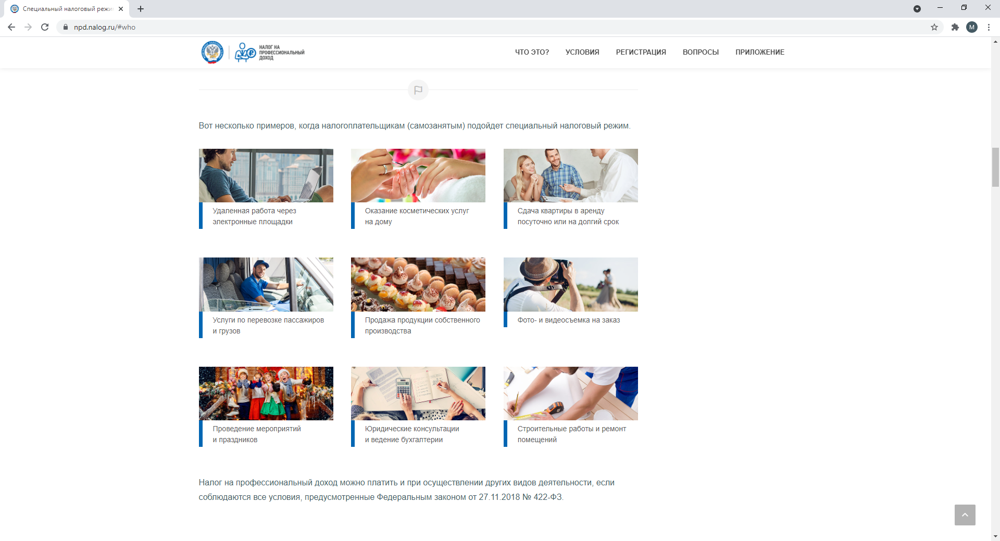 Специальный налоговый режи
npd.nalog.ru/#who
M
НАЛОГ НА
ПРОФЕССИОНАЛЬНЫЙ
ДОХОД
ЧТО ЭТО?
УСЛОВИЯ
РЕГИСТРАЦИЯ
ВОПРОСЫ
ПРИЛОЖЕНИЕ
Вот несколько примеров, когда налогоплательщикам (самозанятым) подойдет специальный налоговый режим.
Удаленная работа через
электронные площадки
Оказание косметических услуг
на дому
Сдача квартиры в аренду
посуточно или на долгий срок
Услуги по перевозке пассажиров
и грузов
Продажа продукции собственного
производства
Фото- и видеосъемка на заказ
Проведение мероприятий
и праздников
Юридические консультации
и ведение бухгалтерии
Строительные работы и ремонт
помещений
Налог на профессиональный доход можно платить и при осуществлении других видов деятельности, если
соблюдаются все условия, предусмотренные Федеральным законом от 27.11.2018 № 422-ФЗ.